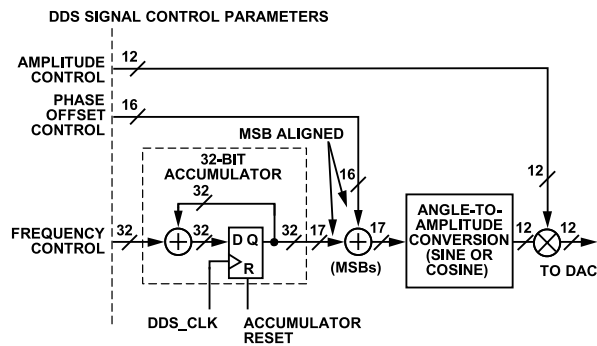 DDS SIGNAL CONTROL PARAMETERS
AMPLITUDE
CONTROL
12
PHASE
OFFSET
CONTROL
16
MSB ALIGNED
32-BIT
ACCUMULATOR
32
16
12
FREQUENCY
CONTROL
32
32
D Q
R
32
17
(MSBs)
17
ANGLE-TO-
AMPLITUDE
CONVERSION
(SINE OR
COSINE)
12
12
TO DAC
DDS_CLK
ACCUMULATOR
RESET